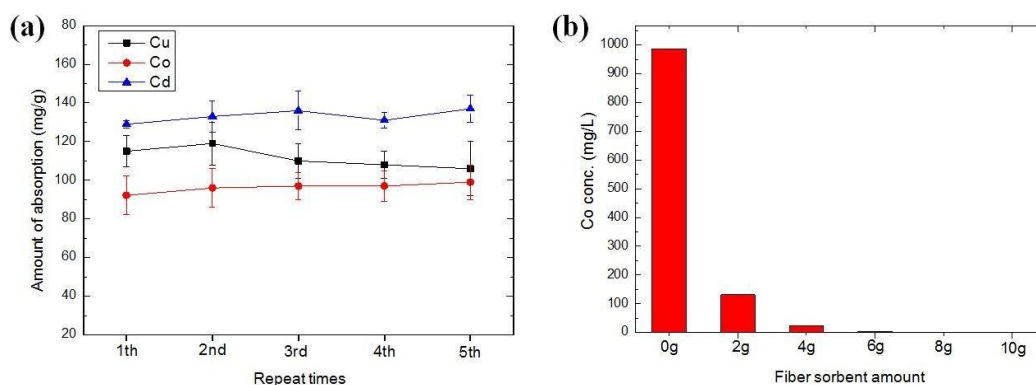 (a)
80
160
140
120
100
80
60
40
20
Amount of absorption (mg/g)
Cu
Co
Cd
1th
2nd
3rd
4th
5th
Repeat times
(b)
1000
900
800
700
600
500
400
300
200
100
0
Co conc. (mg/L)
0g
2g
4g
6g
8g
10g
Fiber sorbent amount